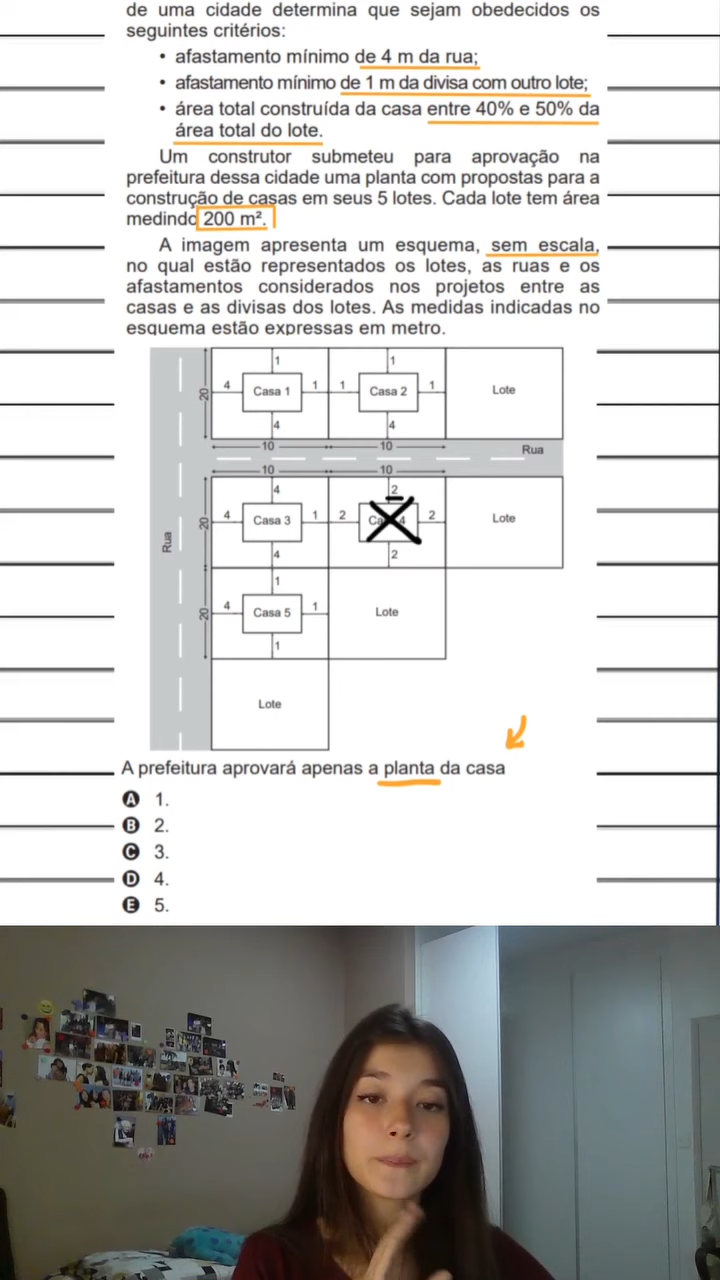 de uma cidade determina que sejam obedecidos os
seguintes critérios:
• afastamento mínimo de 4 m da rua;
• afastamento mínimo de 1 m da divisa com outro lote;
• área total construída da casa entre 40% e 50% da
área total do lote.
Um construtor submeteu para aprovação na
prefeitura dessa cidade uma planta com propostas para a
construção de casas em seus 5 lotes. Cada lote tem área
medindo 200 m².
A imagem apresenta um esquema, sem escala,
no qual estão representados os lotes, as ruas e os
afastamentos considerados nos projetos entre as
casas e as divisas dos lotes. As medidas indicadas no
esquema estão expressas em metro.
1 1
20 4 Casa 1 1 1 Casa 2 1 Lote
4 4
10 10 Rua
10 10
4 2
Rua 20 4 Casa 3 1 2 2 Lote
4 2
1
20 4 Casa 5 1 Lote
1
Lote
A prefeitura aprovará apenas a planta da casa
A 1.
B 2.
C 3.
D 4.
E 5.